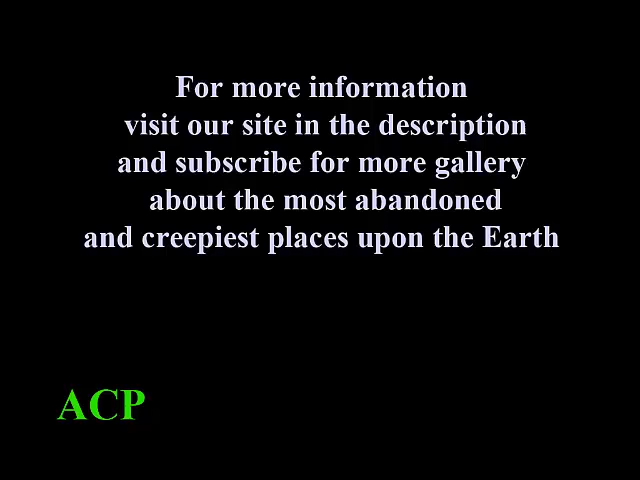 For more information
visit our site in the description
and subscribe for more gallery
about the most abandoned
and creepiest places upon the Earth
ACP